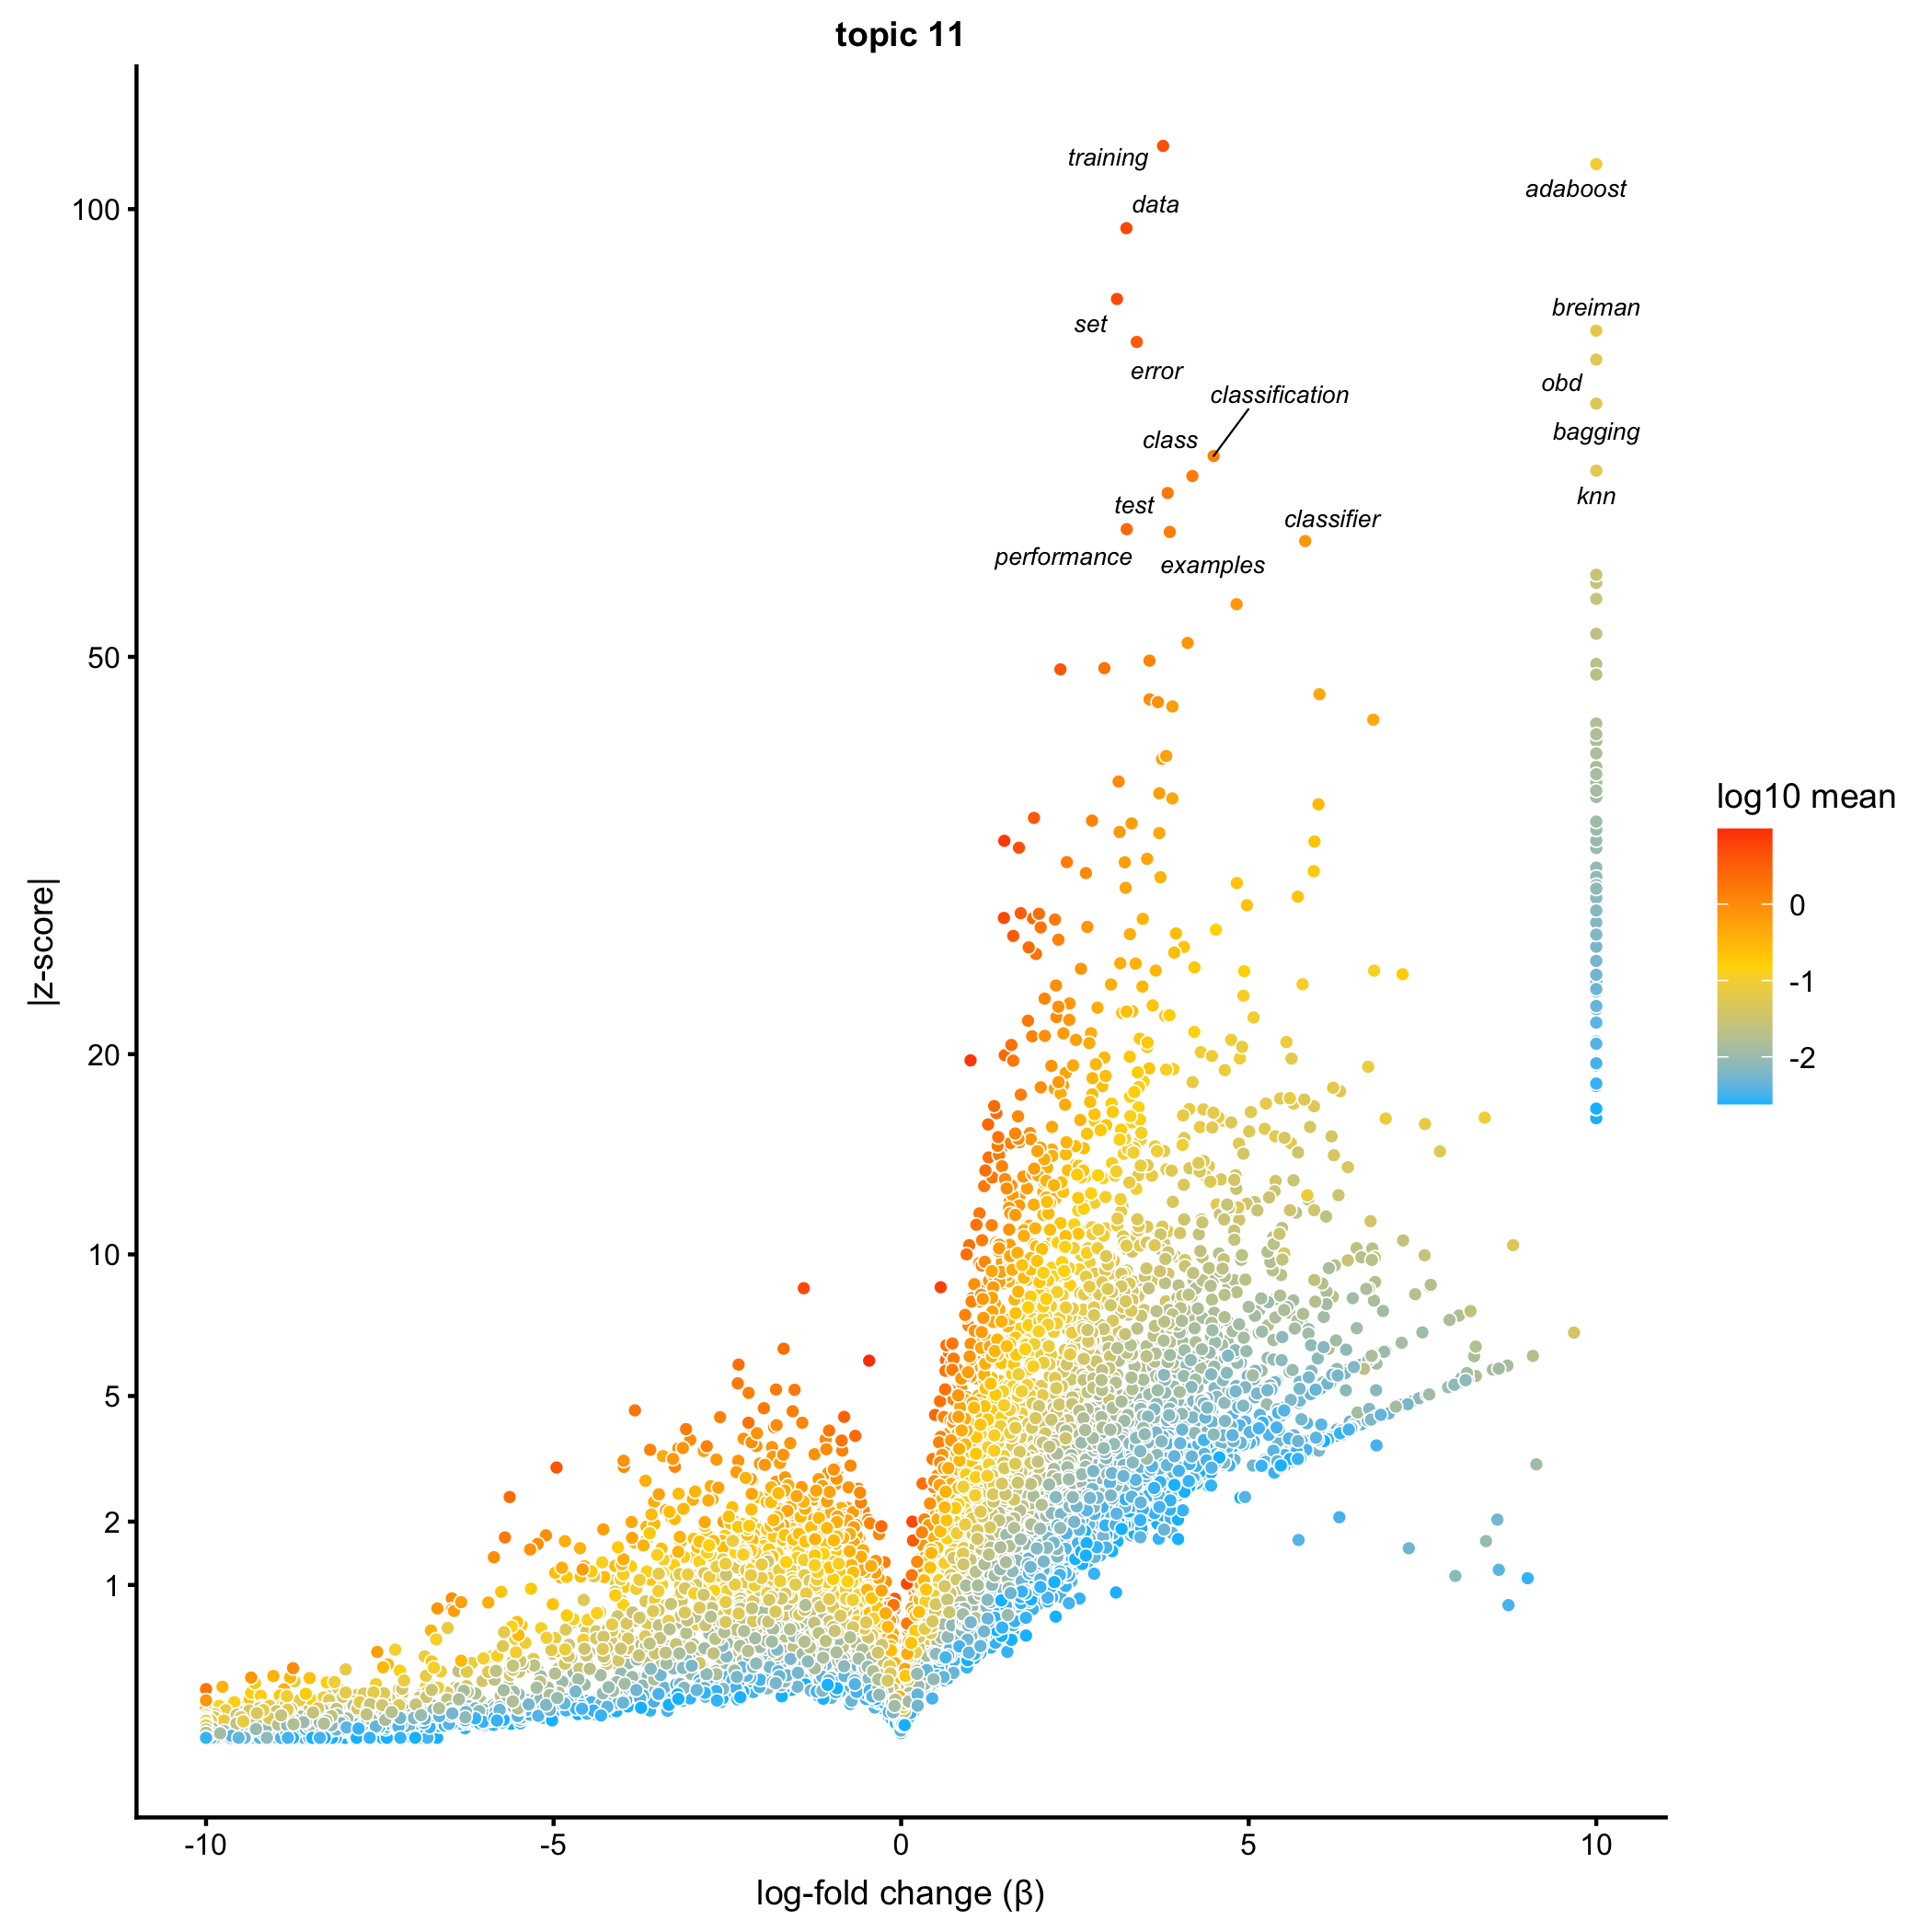 topic 11
training
adaboost
data
100
breiman
set
error
obd
classification
bagging
class
knn
test
classifier
performance
examples
50
log10 mean
|z-score|
0
-1
20
-2
10
5
2
1
-10
-5
0
5
10
log-fold change (β)